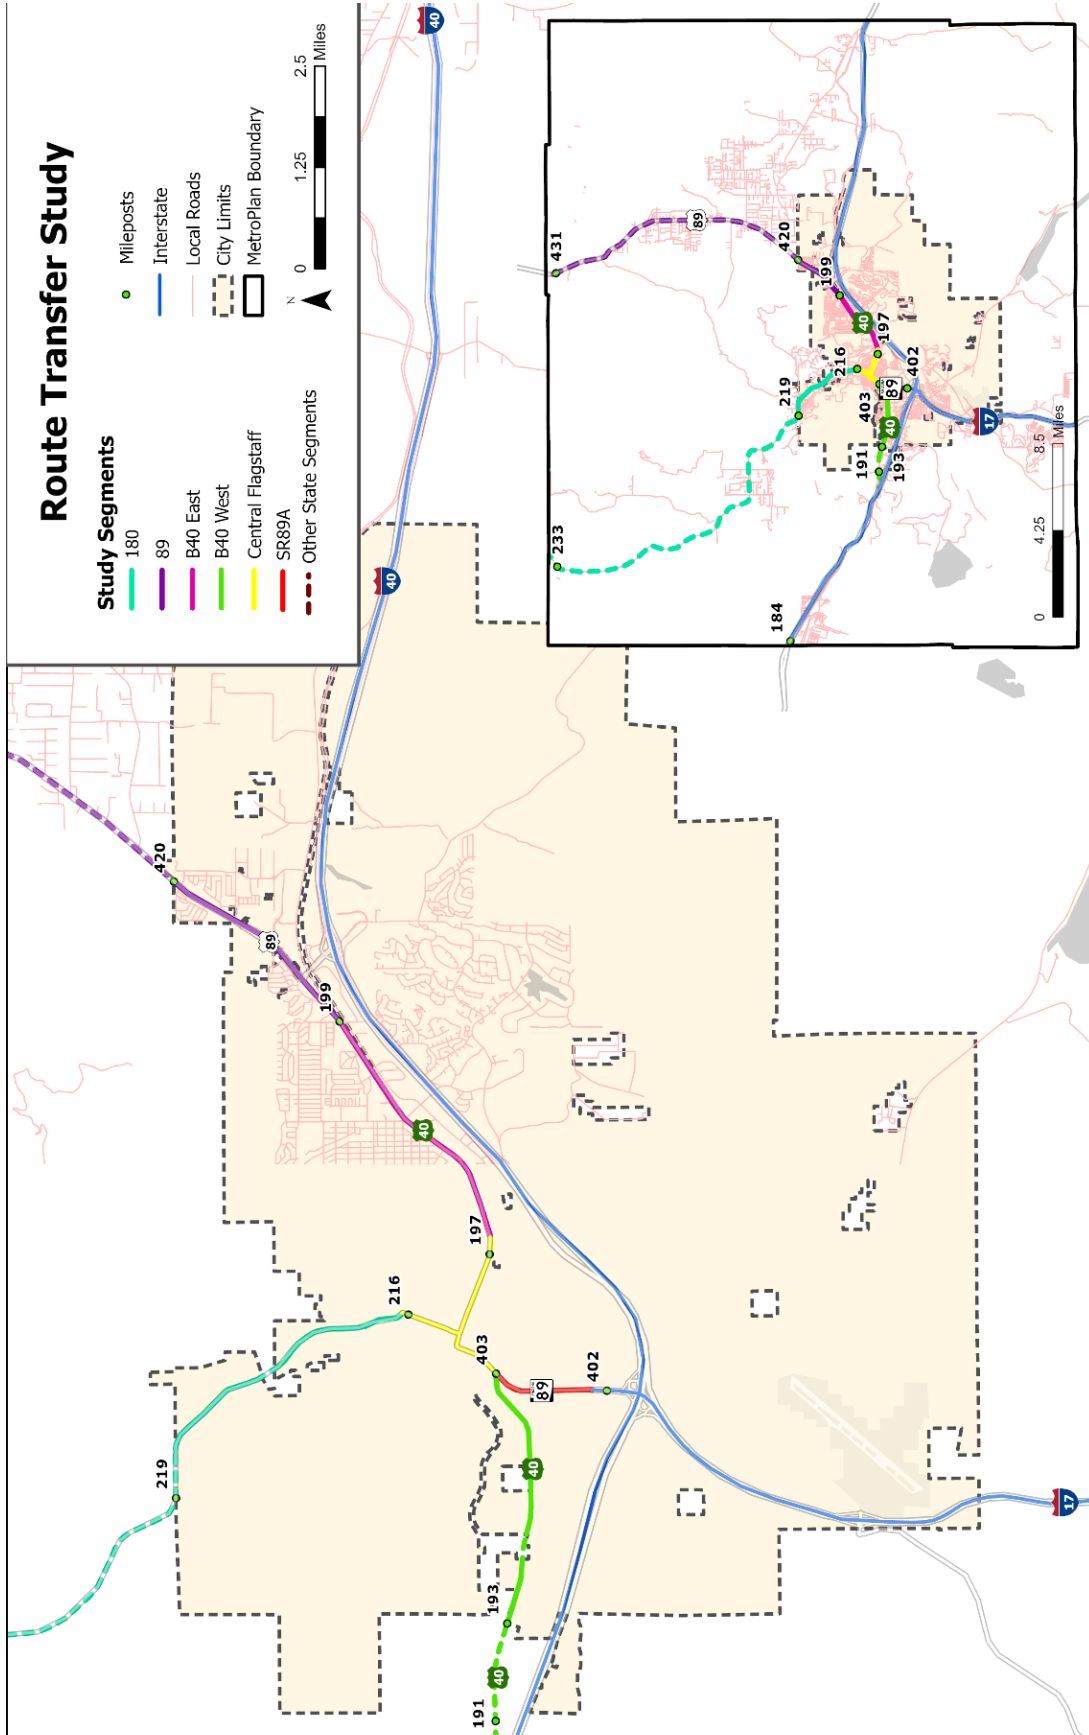 Route Transfer Study
Study Segments
180
89
B40 East
B40 West
Central Flagstaff
SR89A
Other State Segments
Mileposts
Interstate
Local Roads
City Limits
MetroPlan Boundary
N
0 1.25 2.5
Miles
40
40
420
89
199
40
197
216
403
402
89
219
40
193
40
191
17
431
89
420
199
40
197
216
219
403
402
89
40
191
193
17
233
184
0 4.25 8.5
Miles